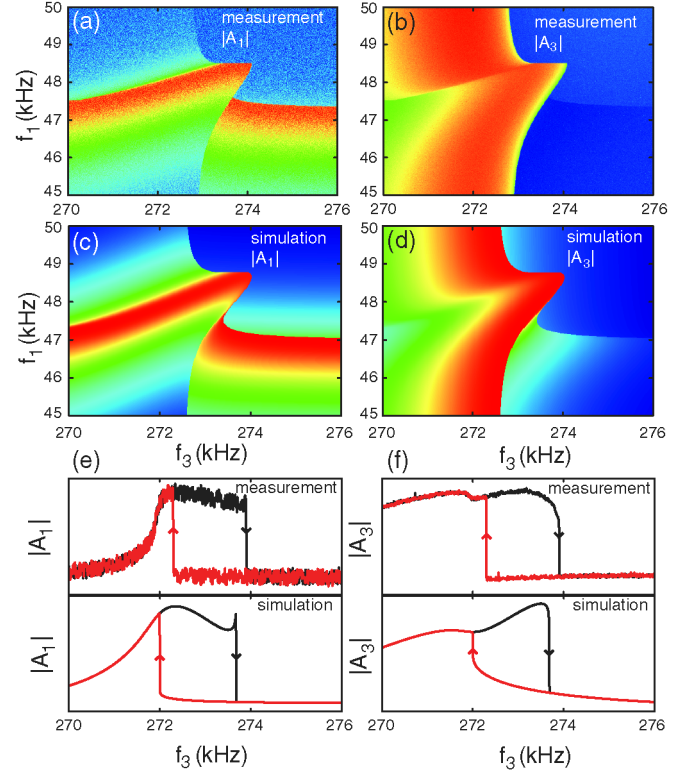 (a) measurement |A1| (b) measurement |A3|
50 50
49 49
48 48
47 47
46 46
45 45
f1 (kHz)
270 272 274 276 270 272 274 276
(c) simulation |A1| (d) simulation |A3|
50 50
49 49
48 48
47 47
46 46
45 45
f1 (kHz)
270 272 274 276 270 272 274 276
f3 (kHz) f3 (kHz)
(e) (f)
measurement measurement
|A1| |A3|
simulation simulation
|A1| |A3|
270 272 274 276 270 272 274 276
f3 (kHz) f3 (kHz)